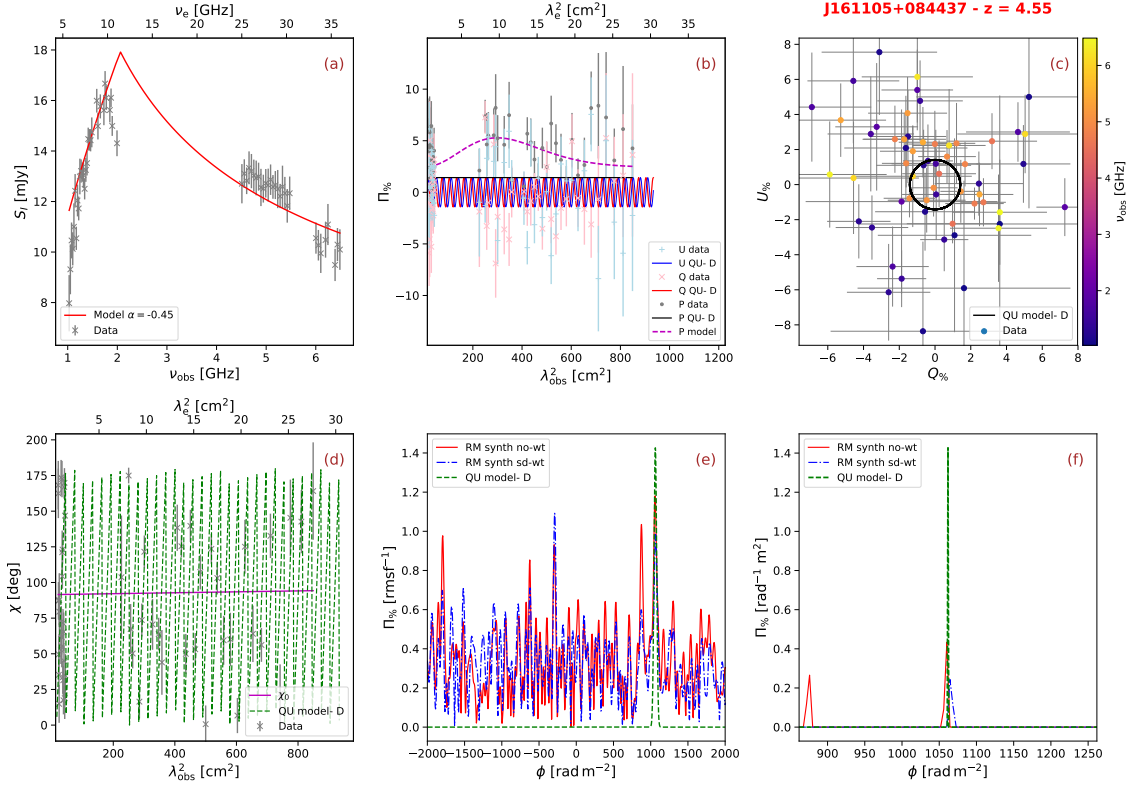 J161105+084437 - z = 4.55
ν_e [GHz]
5 10 15 20 25 30 35
(a)
S_I [mJy]
18
16
14
12
10
8
Model α = -0.45
Data
1 2 3 4 5 6
ν_obs [GHz]
λ_e^2 [cm^2]
0 5 10 15 20 25 30 35
(b)
Π_%
10
5
0
−5
−10
U data
U QU- D
Q data
Q QU- D
P data
P QU- D
P model
0 200 400 600 800 1000 1200
λ_obs^2 [cm^2]
(c)
U_%
8
6
4
2
0
−2
−4
−6
−8
QU model- D
Data
−6 −4 −2 0 2 4 6 8
Q_%
6
5
4
3
2
ν_obs [GHz]
λ_e^2 [cm^2]
5 10 15 20 25 30
(d)
χ [deg]
200
175
150
125
100
75
50
25
0
χ_0
QU model- D
Data
200 400 600 800
λ_obs^2 [cm^2]
RM synth no-wt
RM synth sd-wt
QU model- D
(e)
Π_% [rmsf^−1]
1.4
1.2
1.0
0.8
0.6
0.4
0.2
0.0
−2000 −1500 −1000 −500 0 500 1000 1500 2000
ϕ [rad m^−2]
RM synth no-wt
RM synth sd-wt
QU model- D
(f)
Π_% [rad^−1 m^2]
1.4
1.2
1.0
0.8
0.6
0.4
0.2
0.0
900 950 1000 1050 1100 1150 1200 1250
ϕ [rad m^−2]